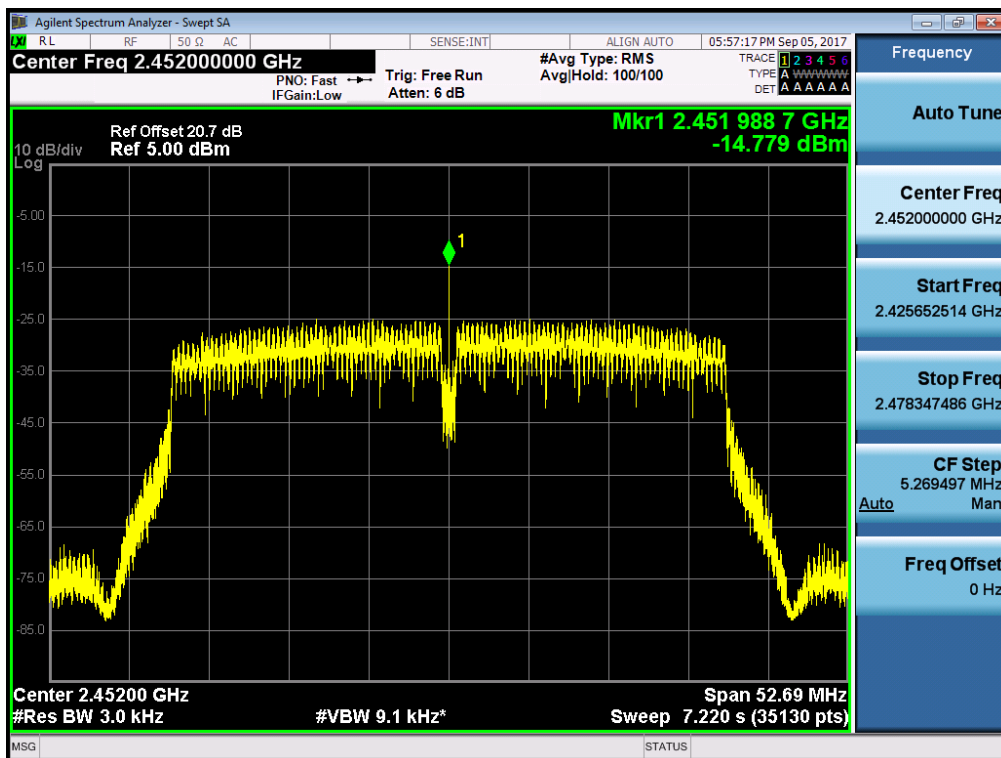 Agilent Spectrum Analyzer - Swept SA
LXI RL RF 50 Ω AC SENSE:INT ALIGN AUTO 05:57:17 PM Sep 05, 2017
Center Freq 2.452000000 GHz
PNO: Fast
IFGain:Low
Trig: Free Run
Atten: 6 dB
#Avg Type: RMS
Avg|Hold: 100/100
TRACE 1 2 3 4 5 6
TYPE A WWWWW
DET A A A A A A
Mkr1 2.451 988 7 GHz
-14.779 dBm
Ref Offset 20.7 dB
10 dB/div Ref 5.00 dBm
Log
1
-5.00
-15.0
-25.0
-35.0
-45.0
-55.0
-65.0
-75.0
-85.0
Center 2.45200 GHz Span 52.69 MHz
#Res BW 3.0 kHz #VBW 9.1 kHz* Sweep 7.220 s (35130 pts)
MSG STATUS
Frequency
Auto Tune
Center Freq
2.452000000 GHz
Start Freq
2.425652514 GHz
Stop Freq
2.478347486 GHz
CF Step
5.269497 MHz
Auto Man
Freq Offset
0 Hz